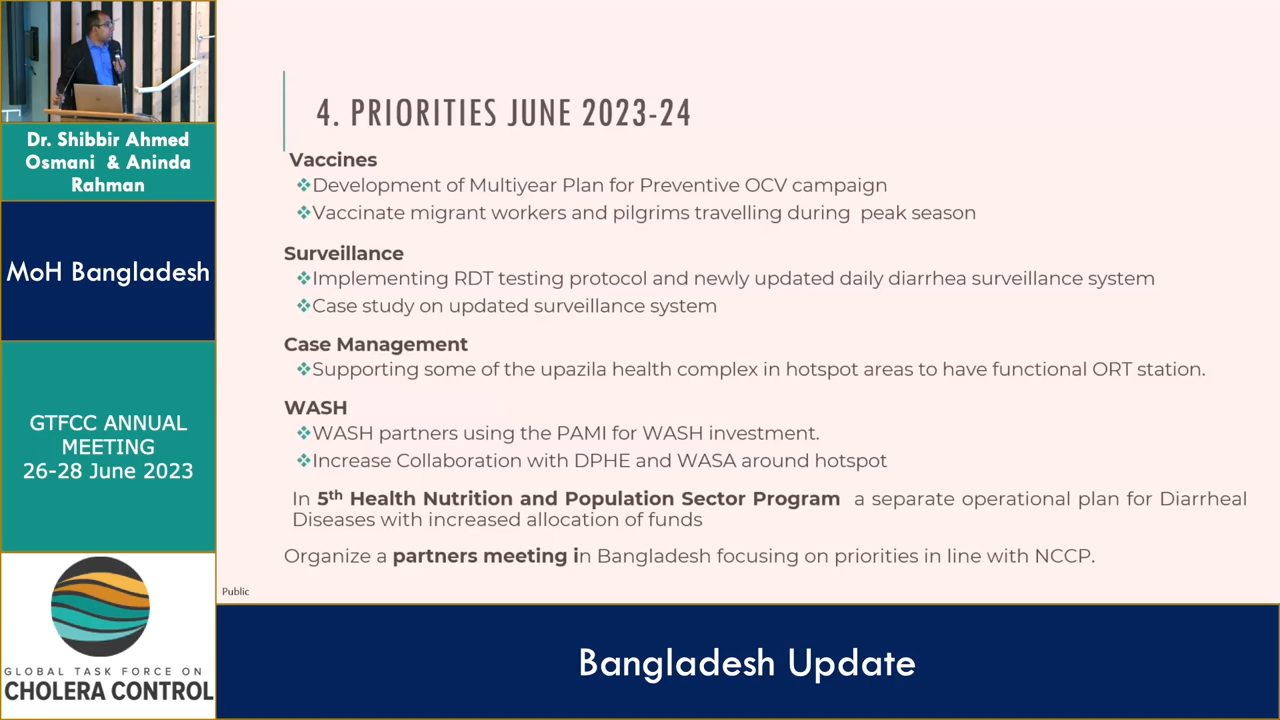 Dr. Shibbir Ahmed
Osmani & Aninda
Rahman
MoH Bangladesh
GTFCC ANNUAL
MEETING
26-28 June 2023
GLOBAL TASK FORCE ON
CHOLERA CONTROL
4. PRIORITIES JUNE 2023-24
Vaccines
❖Development of Multiyear Plan for Preventive OCV campaign
❖Vaccinate migrant workers and pilgrims travelling during peak season
Surveillance
❖Implementing RDT testing protocol and newly updated daily diarrhea surveillance system
❖Case study on updated surveillance system
Case Management
❖Supporting some of the upazila health complex in hotspot areas to have functional ORT station.
WASH
❖WASH partners using the PAMI for WASH investment.
❖Increase Collaboration with DPHE and WASA around hotspot
In 5th Health Nutrition and Population Sector Program a separate operational plan for Diarrheal
Diseases with increased allocation of funds
Organize a partners meeting in Bangladesh focusing on priorities in line with NCCP.
Public
Bangladesh Update